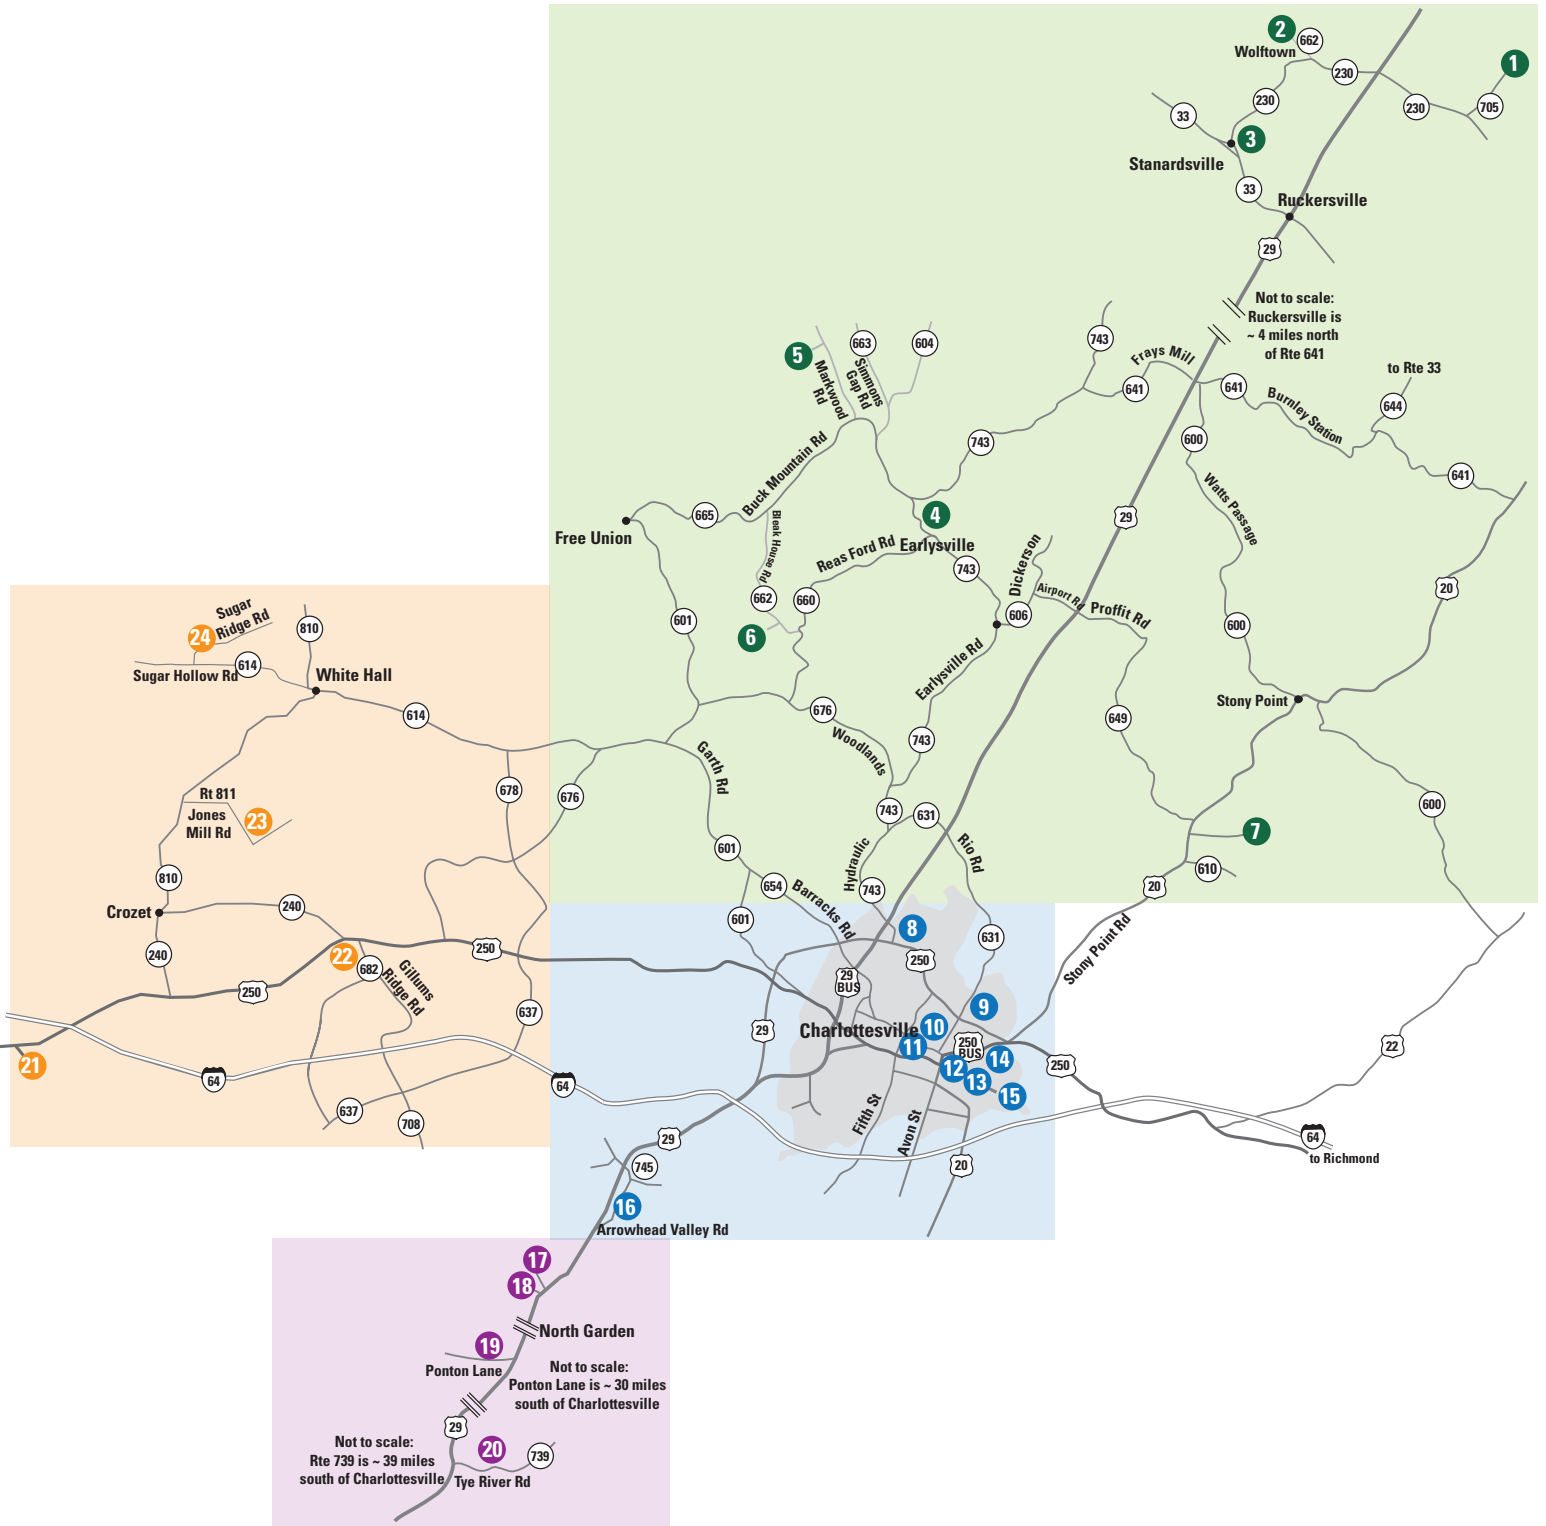 2
662
Wolftown
1
230
230
230
705
33
3
Stanardsville
33
Ruckersville
29
Not to scale:
Ruckersville is
~ 4 miles north
of Rte 641
5
663
604
743
Frays Mill
Markwood
Rd
Simmons
Gap Rd
641
641
to Rte 33
644
Burnley Station
600
743
Buck Mountain Rd
641
Watts Passage
665
4
29
Free Union
Bleak House Rd
Reas Ford Rd
Earlysville
743
Dickerson
20
662
660
Airport Rd
606
Proffit Rd
601
6
600
Earlysville Rd
Sugar
Ridge Rd
24
810
614
Sugar Hollow Rd
White Hall
614
Stony Point
676
649
Woodlands
743
Garth Rd
678
676
Rt 811
Jones
Mill Rd
23
743
631
600
7
Rio Rd
601
Hydraulic
810
610
654
743
20
Barracks Rd
Crozet
240
601
8
631
Stony Point Rd
240
22
250
250
682
Gillums
Ridge Rd
29
BUS
250
9
637
29
Charlottesville
10
11
250
BUS
14
22
21
64
64
12
13
15
250
637
708
Fifth St
Avon St
29
64
to Richmond
745
20
16
Arrowhead Valley Rd
17
18
North Garden
19
Ponton Lane
Not to scale:
Ponton Lane is ~ 30 miles
south of Charlottesville
29
Not to scale:
Rte 739 is ~ 39 miles
south of Charlottesville
20
739
Tye River Rd
250